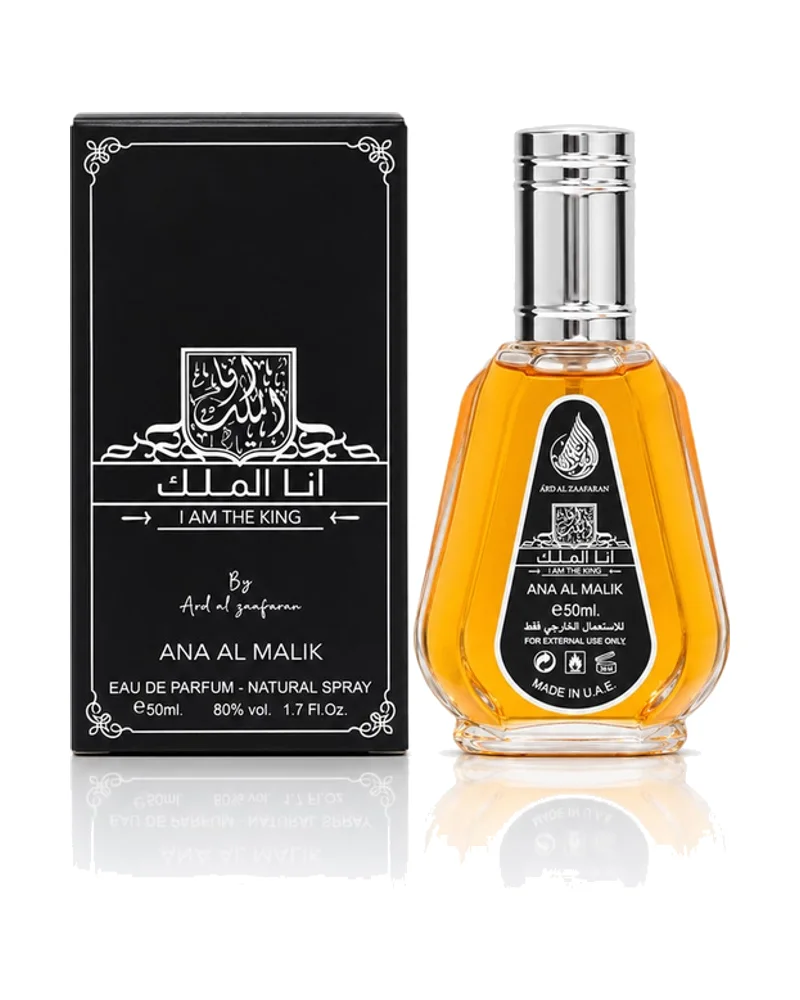 انا الملك
I AM THE KING
By
Ard al zaafaran
ANA AL MALIK
EAU DE PARFUM - NATURAL SPRAY
℮50ml. 80% vol. 1.7 Fl.Oz.
ÁRD AL ZAAFARAN
انا الملك
I AM THE KING
ANA AL MALIK
℮50ml.
للاستعمال الخارجي فقط
FOR EXTERNAL USE ONLY
MADE IN U.A.E.